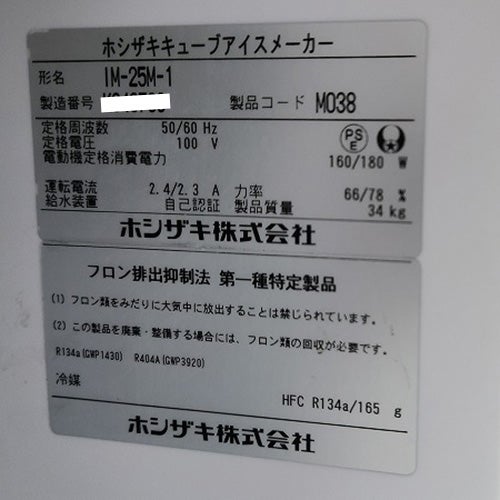 ホシザキキューブアイスメーカー
形名 IM-25M-1
製造番号
製品コード M038
定格周波数 50/60 Hz
定格電圧 100 V
電動機定格消費電力 160/180 W
PS
E
運転電流 2.4/2.3 A 力率 66/78 %
給水装置 自己認証 製品質量 34 kg
ホシザキ株式会社
フロン排出抑制法 第一種特定製品
(1) フロン類をみだりに大気中に放出することは禁じられています。
(2) この製品を廃棄・整備する場合には、フロン類の回収が必要です。
R134a(GWP1430) R404A(GWP3920)
冷媒 HFC R134a/165 g
ホシザキ株式会社